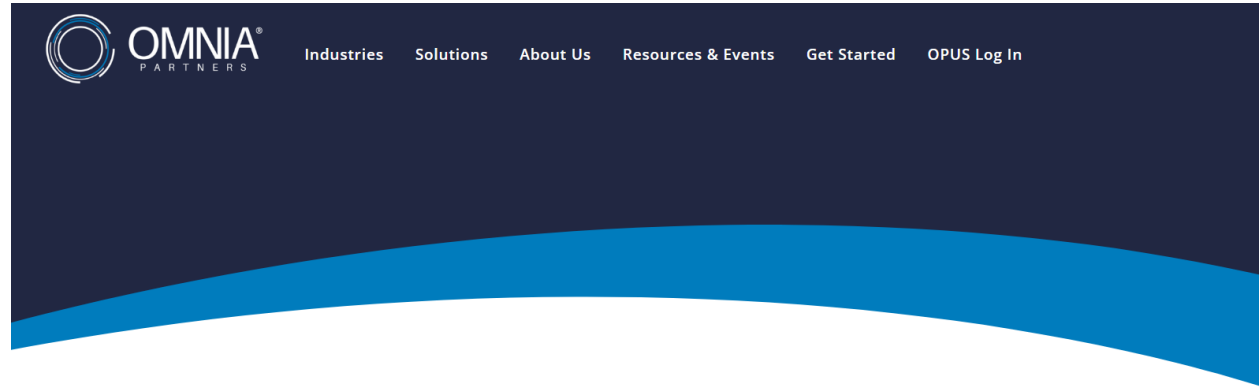 OMNIA®
PARTNERS
Industries Solutions About Us Resources & Events Get Started OPUS Log In